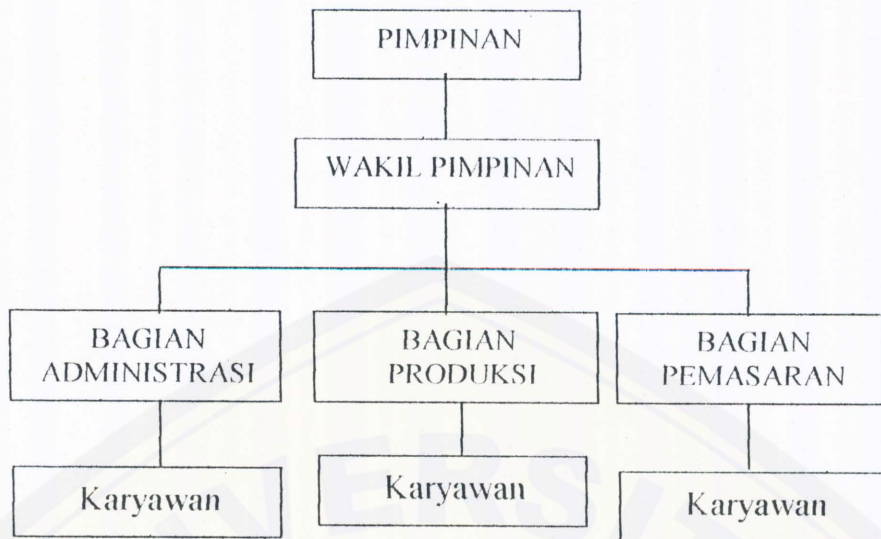 PIMPINAN
WAKIL PIMPINAN
BAGIAN
ADMINISTRASI
BAGIAN
PRODUKSI
BAGIAN
PEMASARAN
Karyawan
Karyawan
Karyawan